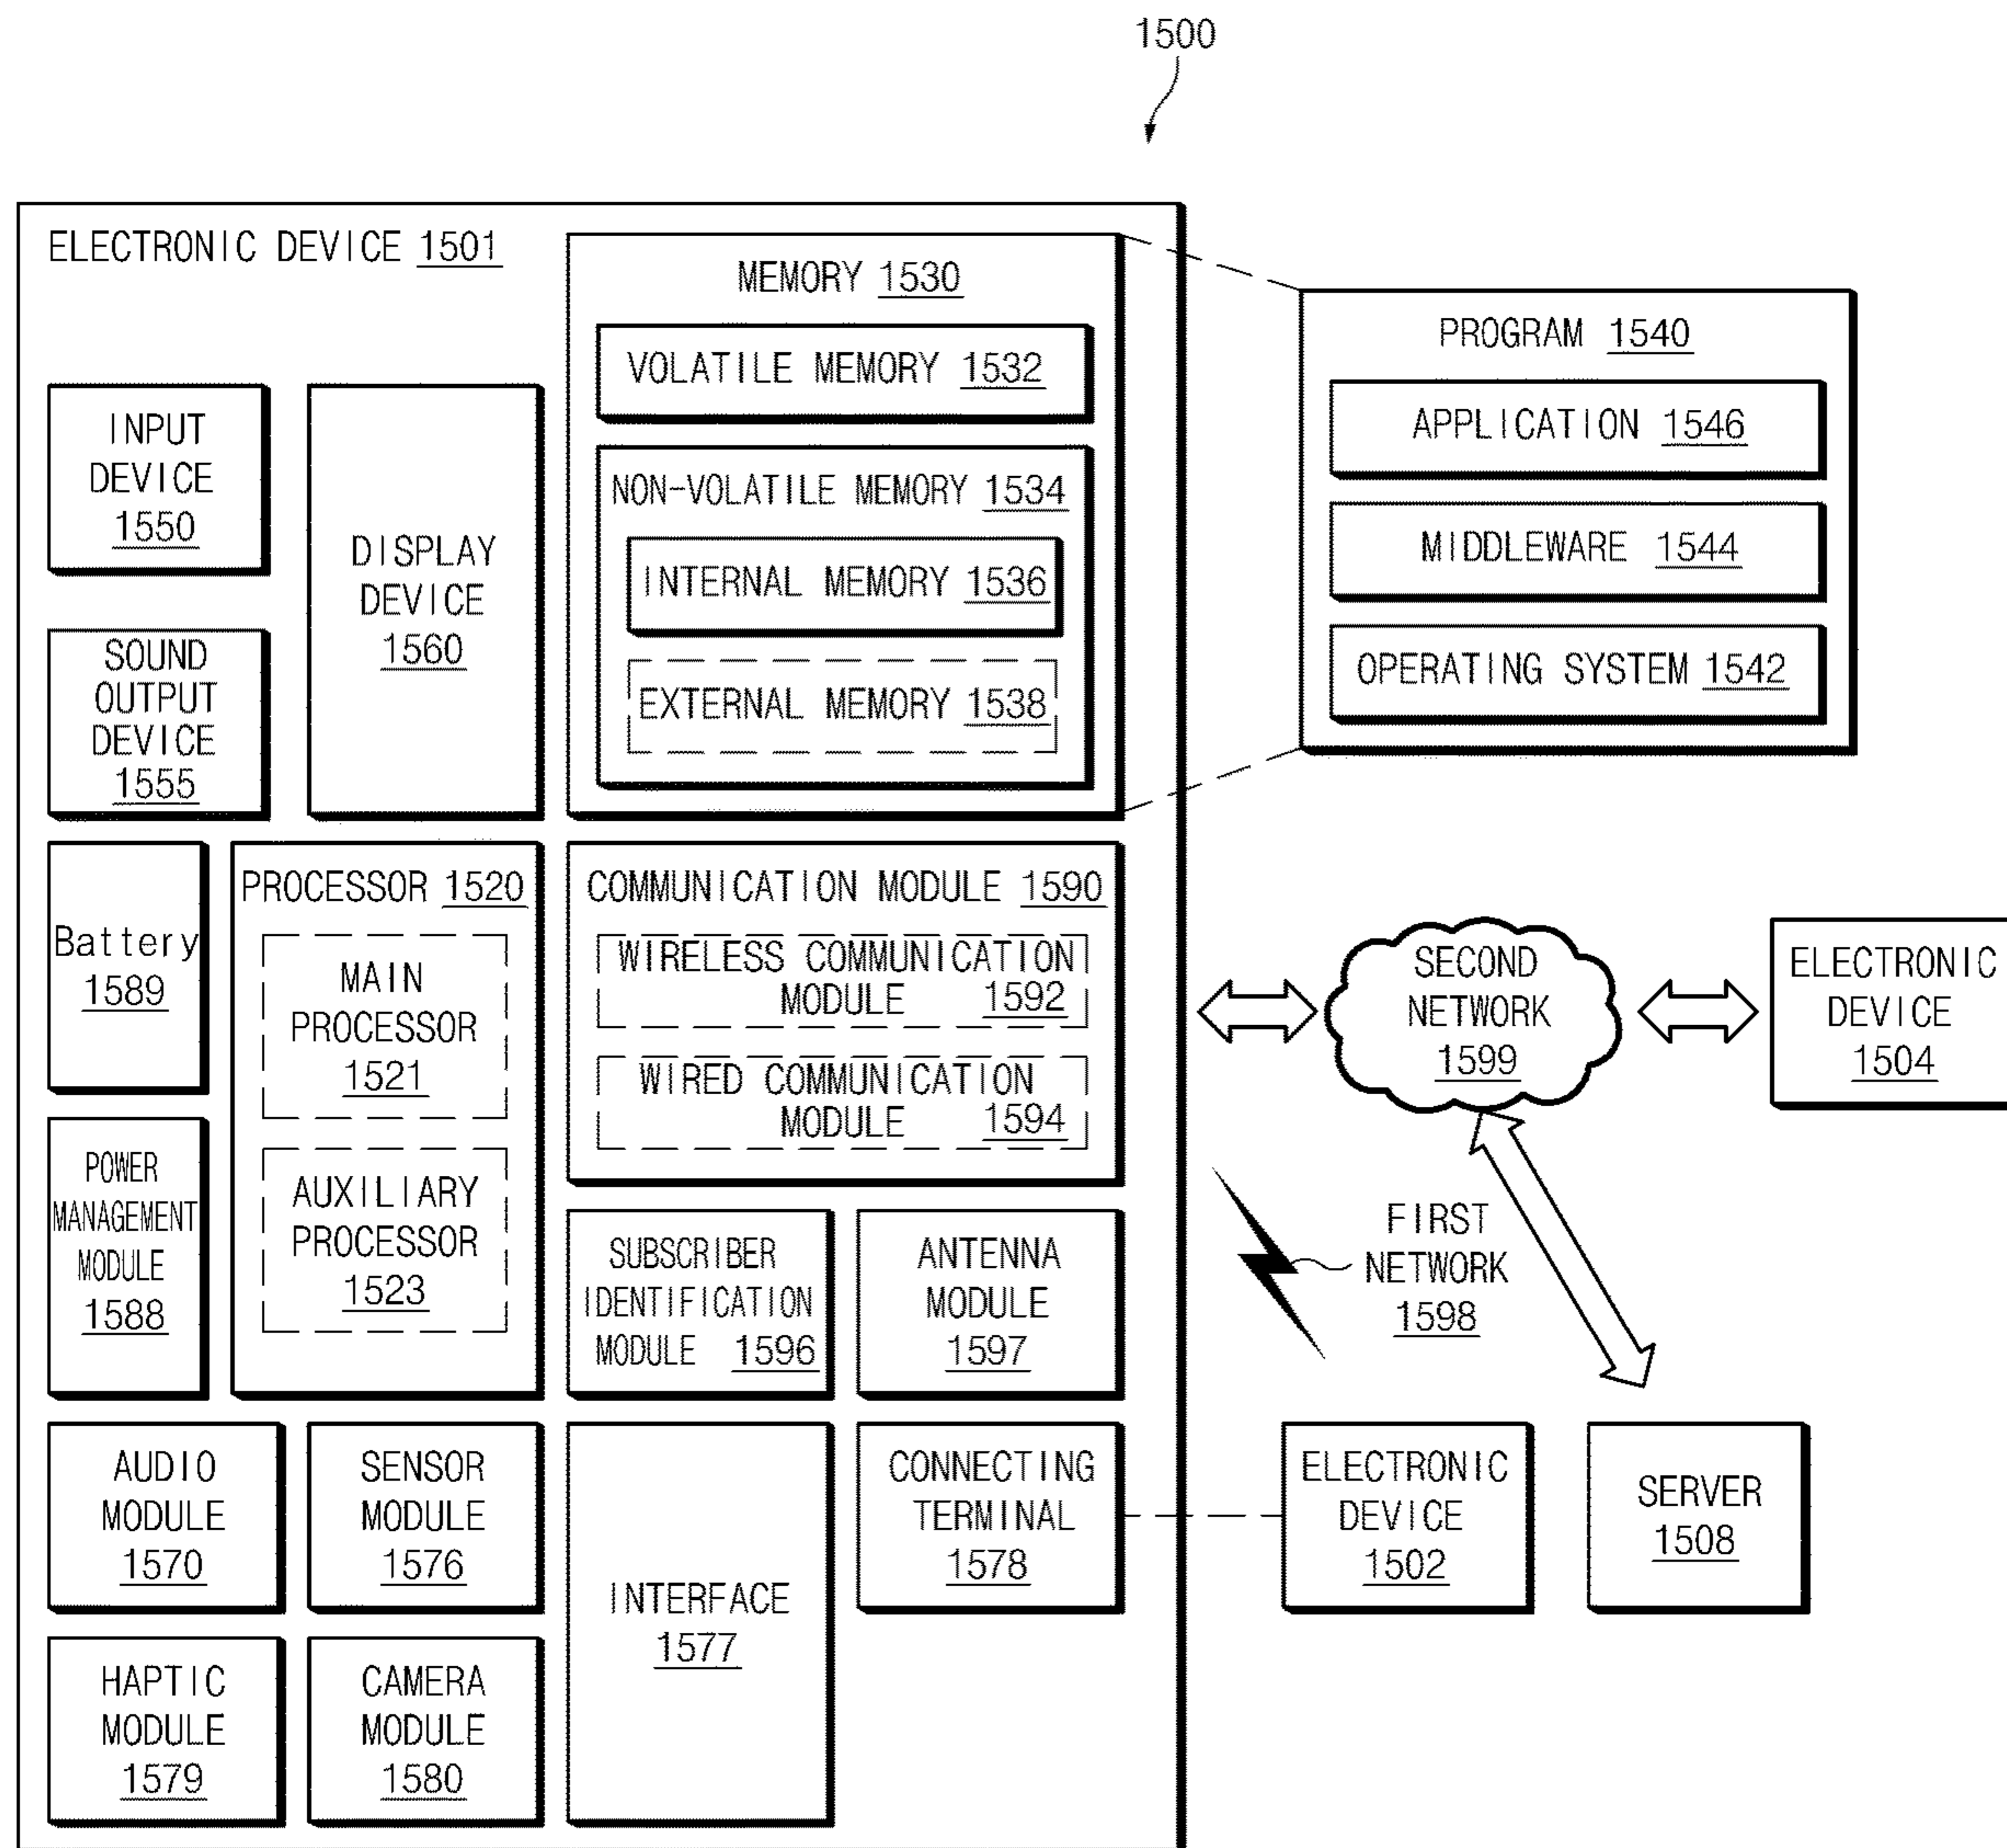 1500
ELECTRONIC DEVICE 1501
MEMORY 1530
VOLATILE MEMORY 1532
NON-VOLATILE MEMORY 1534
INTERNAL MEMORY 1536
EXTERNAL MEMORY 1538
PROGRAM 1540
APPLICATION 1546
MIDDLEWARE 1544
OPERATING SYSTEM 1542
INPUT
DEVICE
1550
SOUND
OUTPUT
DEVICE
1555
DISPLAY
DEVICE
1560
Battery
1589
POWER
MANAGEMENT
MODULE
1588
PROCESSOR 1520
MAIN
PROCESSOR
1521
AUXILIARY
PROCESSOR
1523
COMMUNICATION MODULE 1590
WIRELESS COMMUNICATION
MODULE 1592
WIRED COMMUNICATION
MODULE 1594
SUBSCRIBER
IDENTIFICATION
MODULE 1596
ANTENNA
MODULE
1597
SECOND
NETWORK
1599
ELECTRONIC
DEVICE
1504
FIRST
NETWORK
1598
AUDIO
MODULE
1570
SENSOR
MODULE
1576
INTERFACE
1577
CONNECTING
TERMINAL
1578
ELECTRONIC
DEVICE
1502
SERVER
1508
HAPTIC
MODULE
1579
CAMERA
MODULE
1580